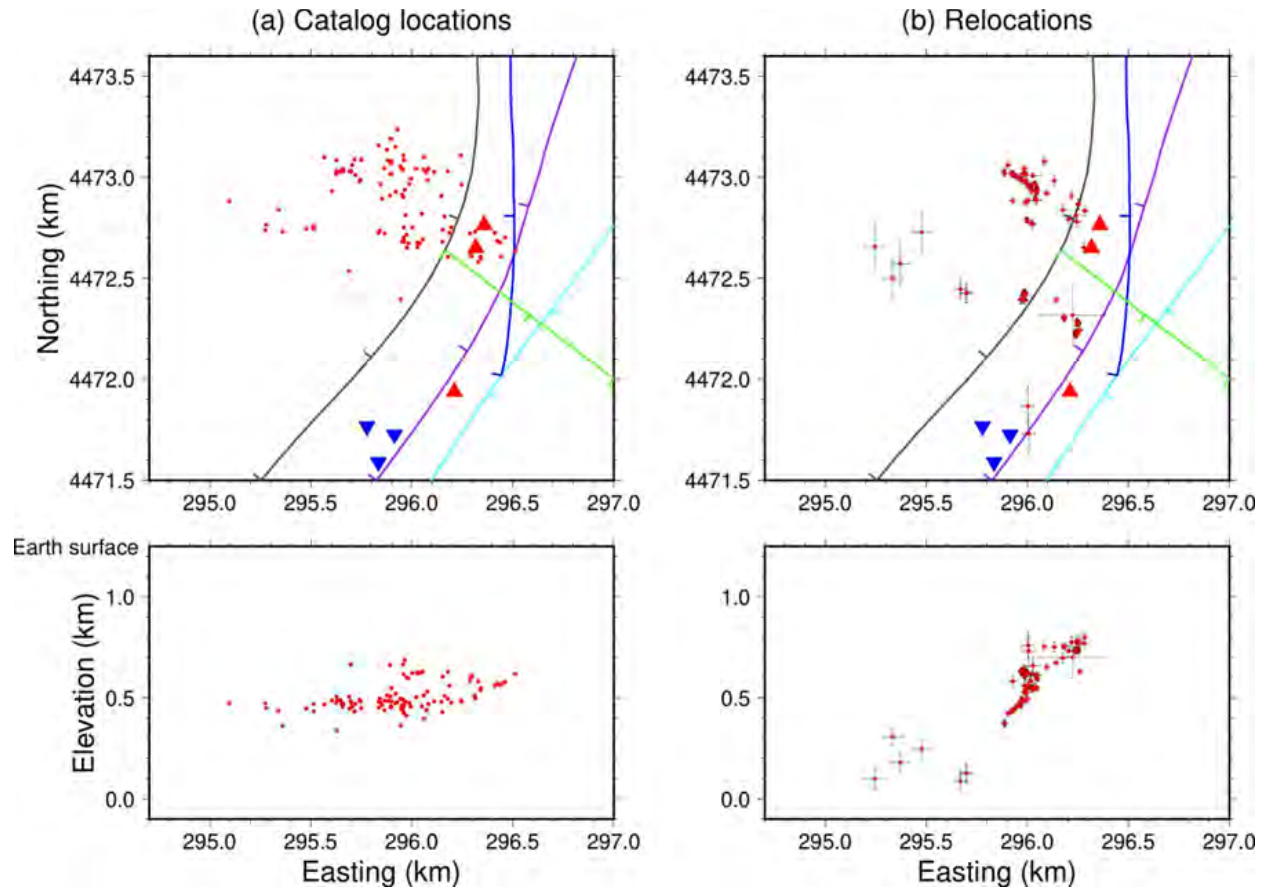 (a) Catalog locations
(b) Relocations
4473.5
4473.0
4472.5
4472.0
4471.5
Northing (km)
295.0 295.5 296.0 296.5 297.0
4473.5
4473.0
4472.5
4472.0
4471.5
Northing (km)
295.0 295.5 296.0 296.5 297.0
Earth surface
1.0
0.5
0.0
Elevation (km)
295.0 295.5 296.0 296.5 297.0
Easting (km)
1.0
0.5
0.0
Elevation (km)
295.0 295.5 296.0 296.5 297.0
Easting (km)